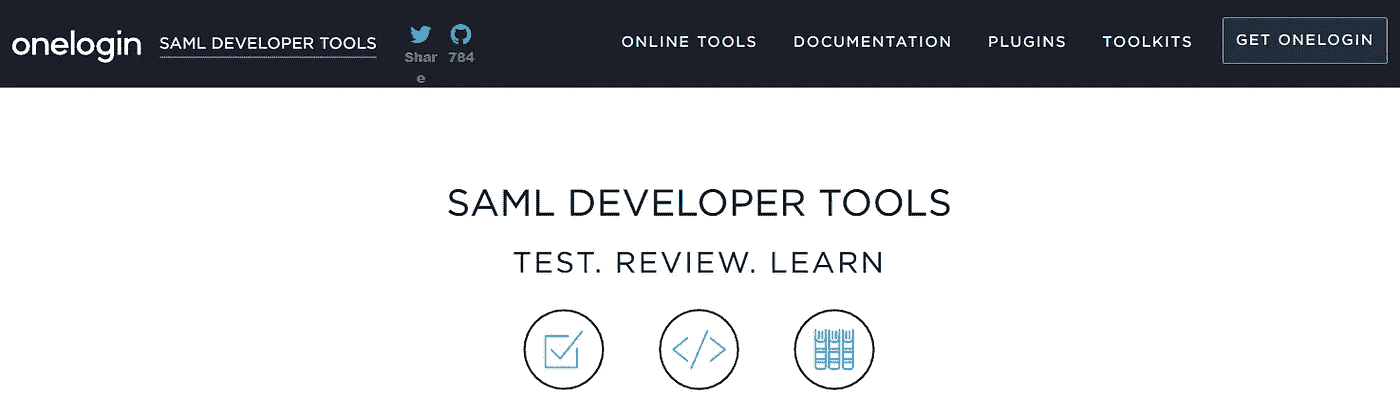 onelogin SAML DEVELOPER TOOLS Shar 784 ONLINE TOOLS DOCUMENTATION PLUGINS TOOLKITS GET ONELOGIN
e
SAML DEVELOPER TOOLS
TEST. REVIEW. LEARN